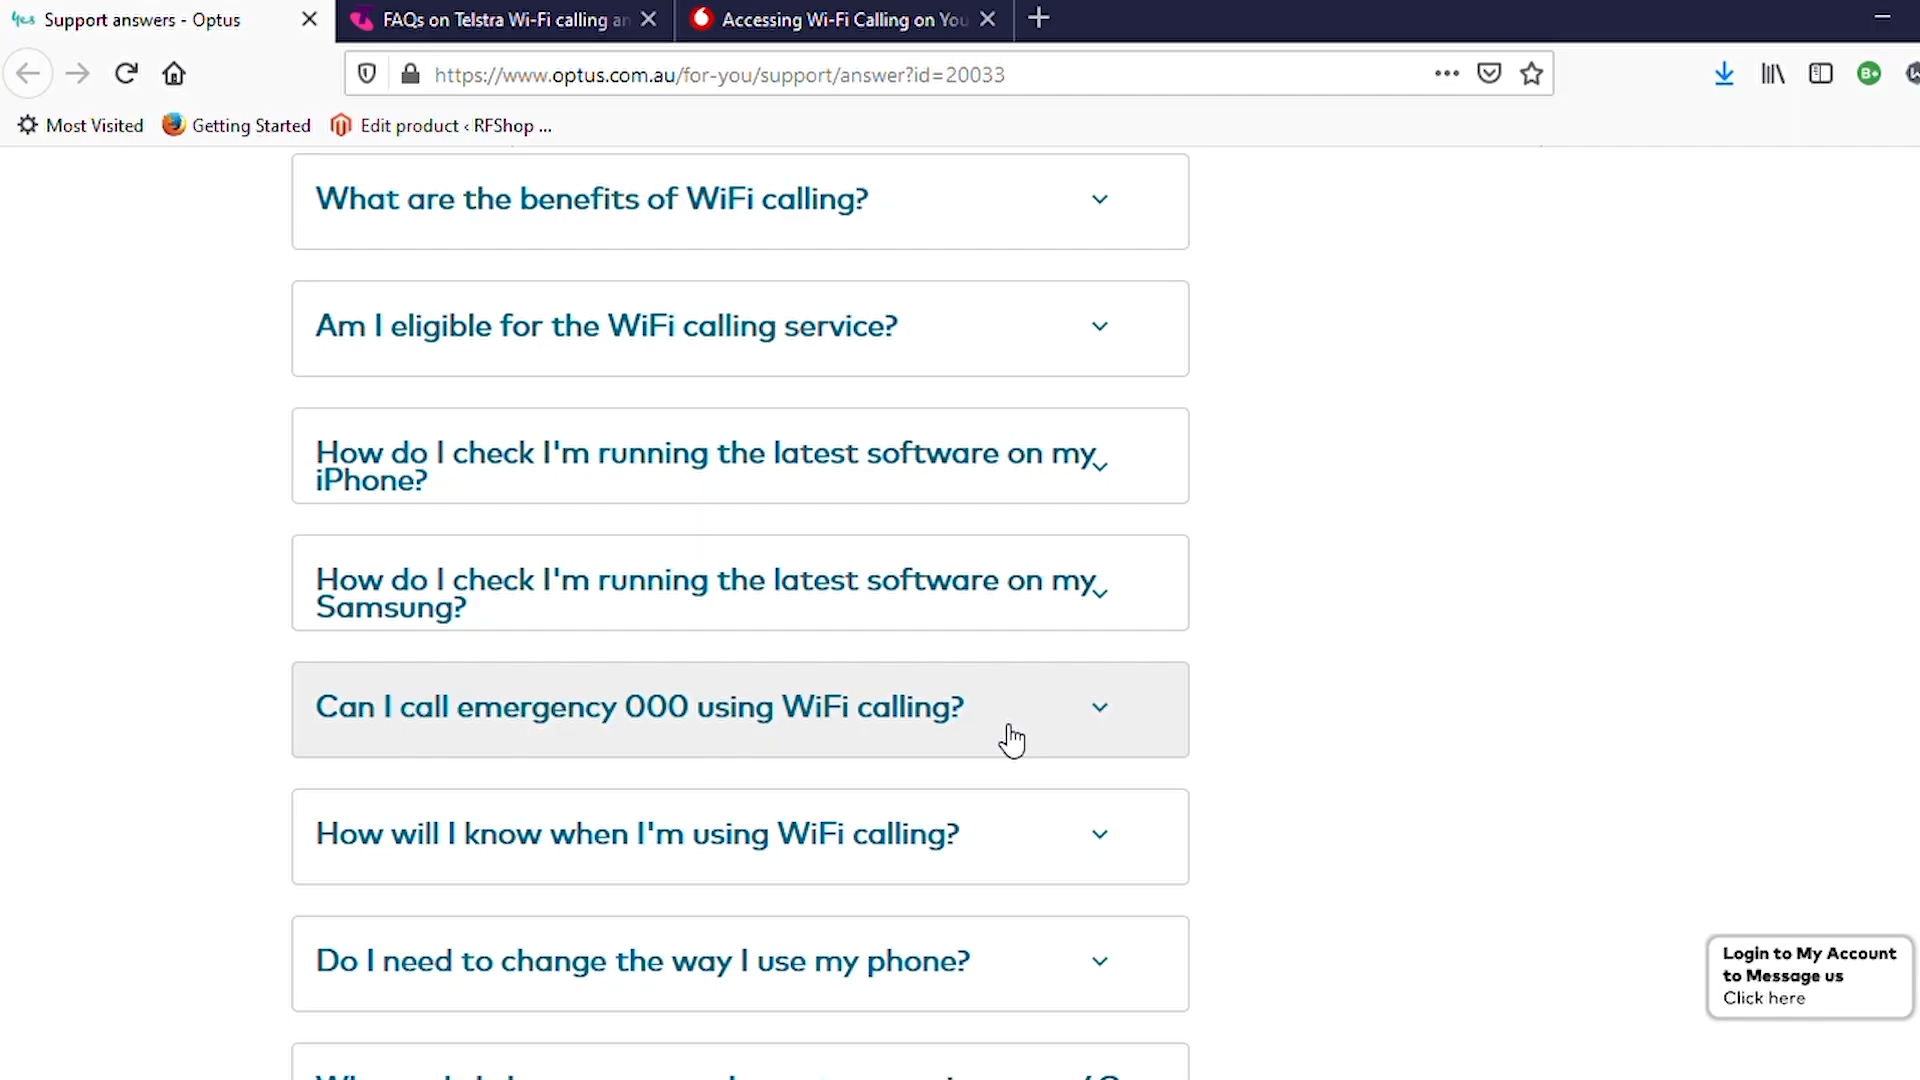 yes Support answers - Optus
FAQs on Telstra Wi-Fi calling an
Accessing Wi-Fi Calling on You
https://www.optus.com.au/for-you/support/answer?id=20033
B+
Most Visited
Getting Started
Edit product ‹ RFShop ...
What are the benefits of WiFi calling?
Am I eligible for the WiFi calling service?
How do I check I'm running the latest software on my
iPhone?
How do I check I'm running the latest software on my
Samsung?
Can I call emergency 000 using WiFi calling?
How will I know when I'm using WiFi calling?
Do I need to change the way I use my phone?
Login to My Account
to Message us
Click here